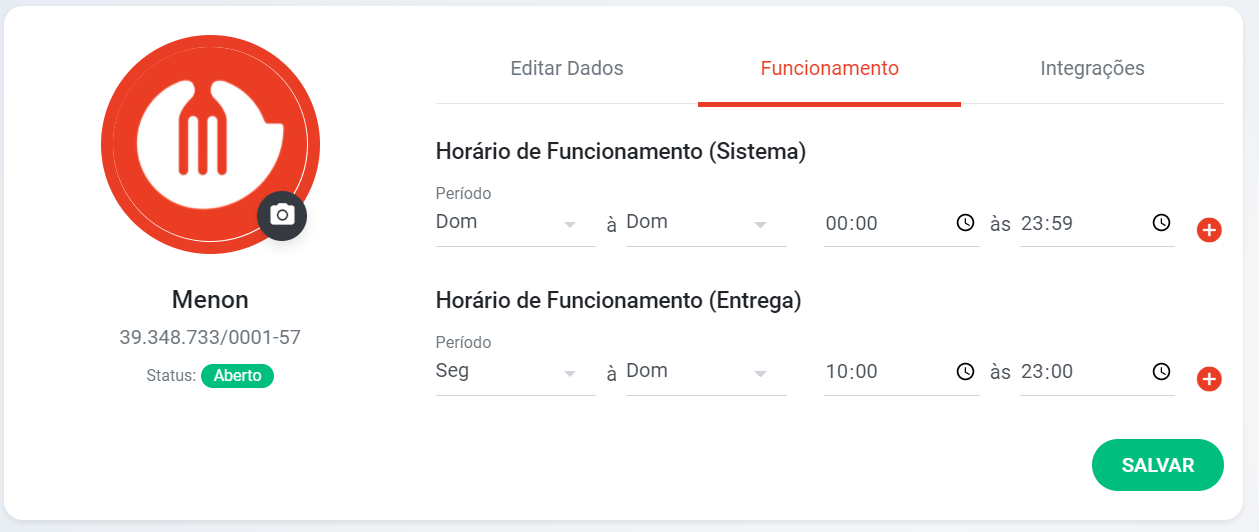 Editar Dados Funcionamento Integrações
Horário de Funcionamento (Sistema)
Período
Dom à Dom 00:00 às 23:59
Horário de Funcionamento (Entrega)
Período
Seg à Dom 10:00 às 23:00
SALVAR
Menon
39.348.733/0001-57
Status: Aberto